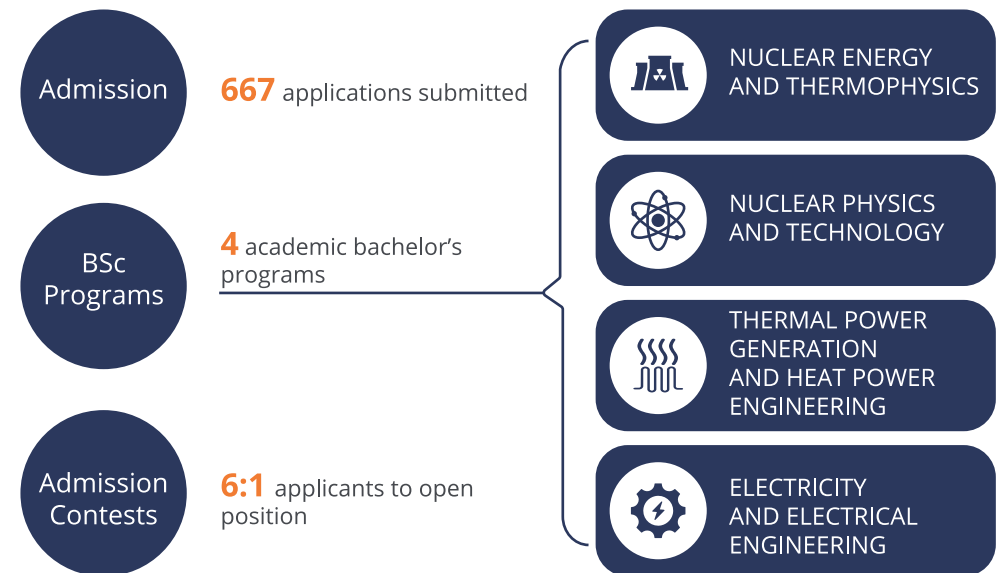 Admission
667 applications submitted
BSc
Programs
4 academic bachelor’s
programs
Admission
Contests
6:1 applicants to open
position
NUCLEAR ENERGY
AND THERMOPHYSICS
NUCLEAR PHYSICS
AND TECHNOLOGY
THERMAL POWER
GENERATION
AND HEAT POWER
ENGINEERING
ELECTRICITY
AND ELECTRICAL
ENGINEERING